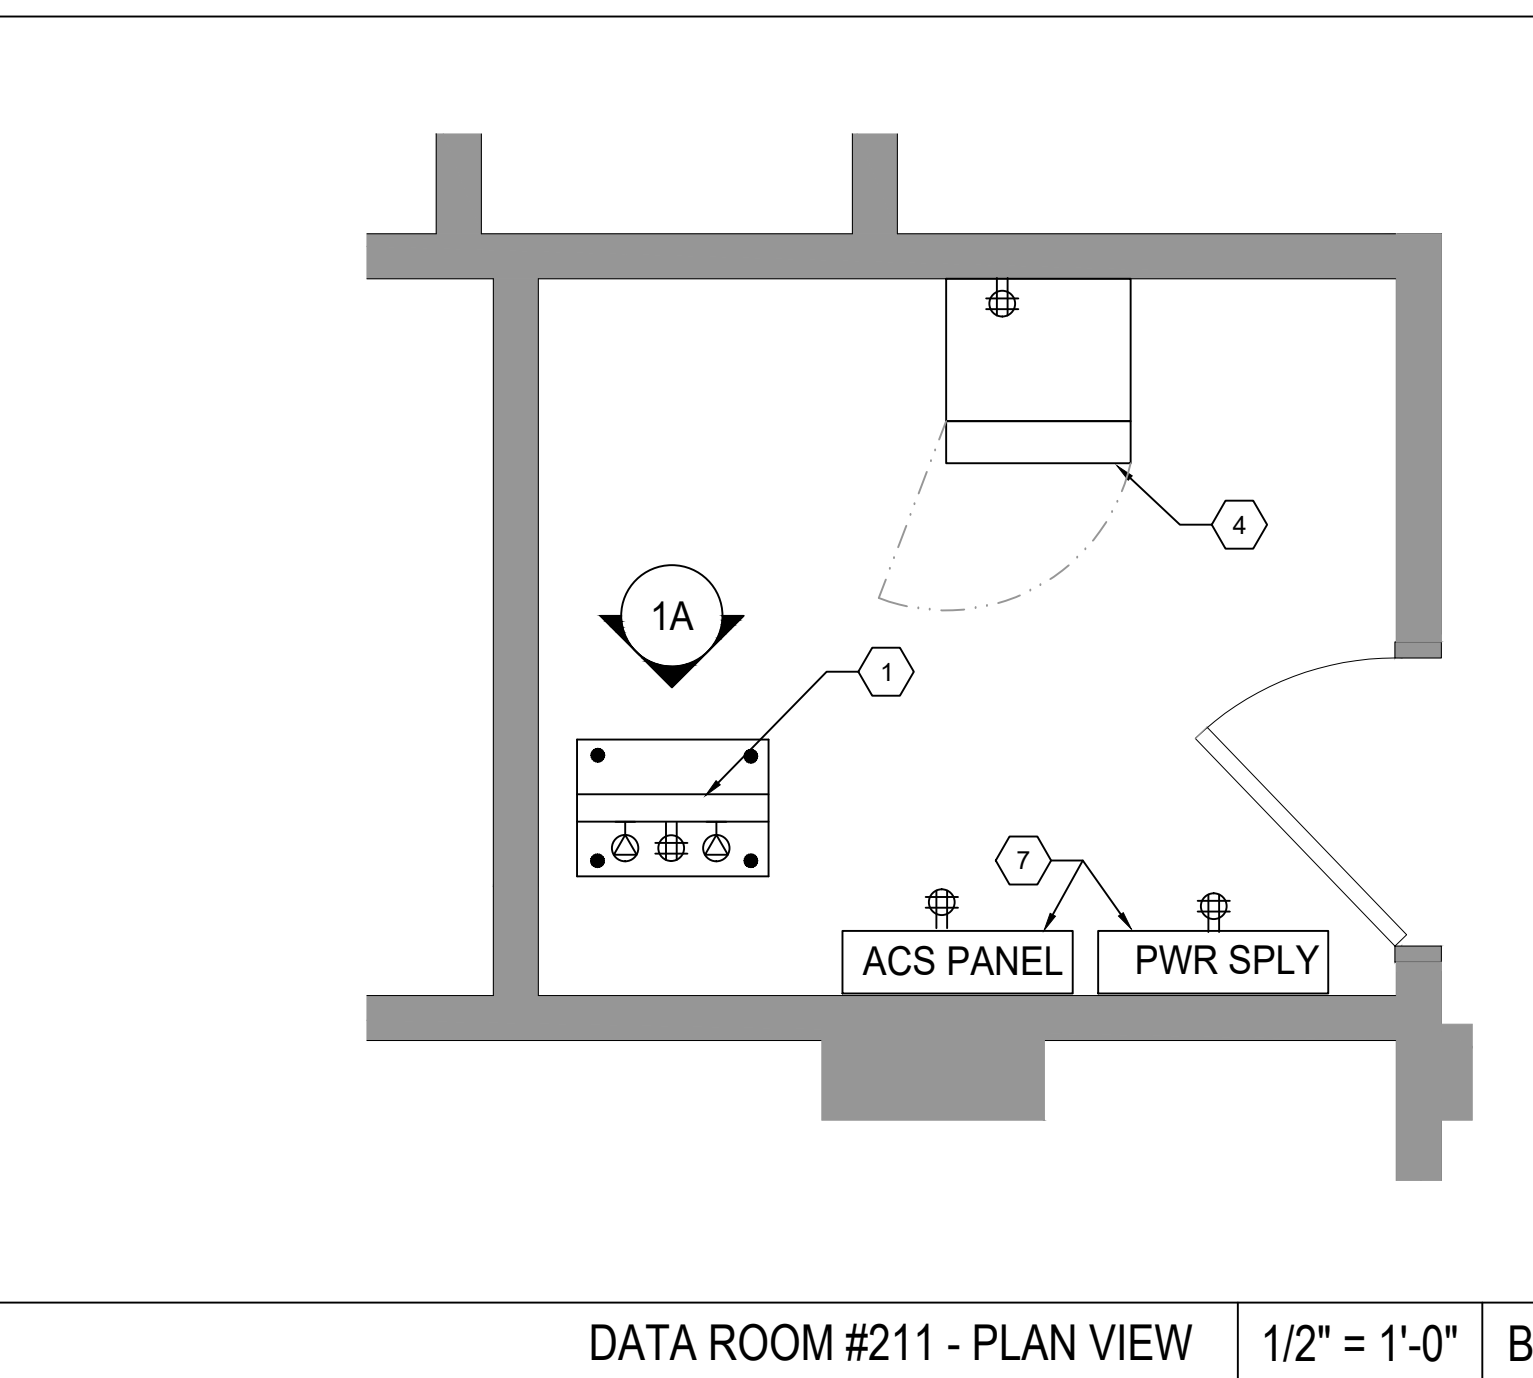 4
1A
1
7
ACS PANEL
PWR SPLY
DATA ROOM #211 - PLAN VIEW
1/2" = 1'-0"
B